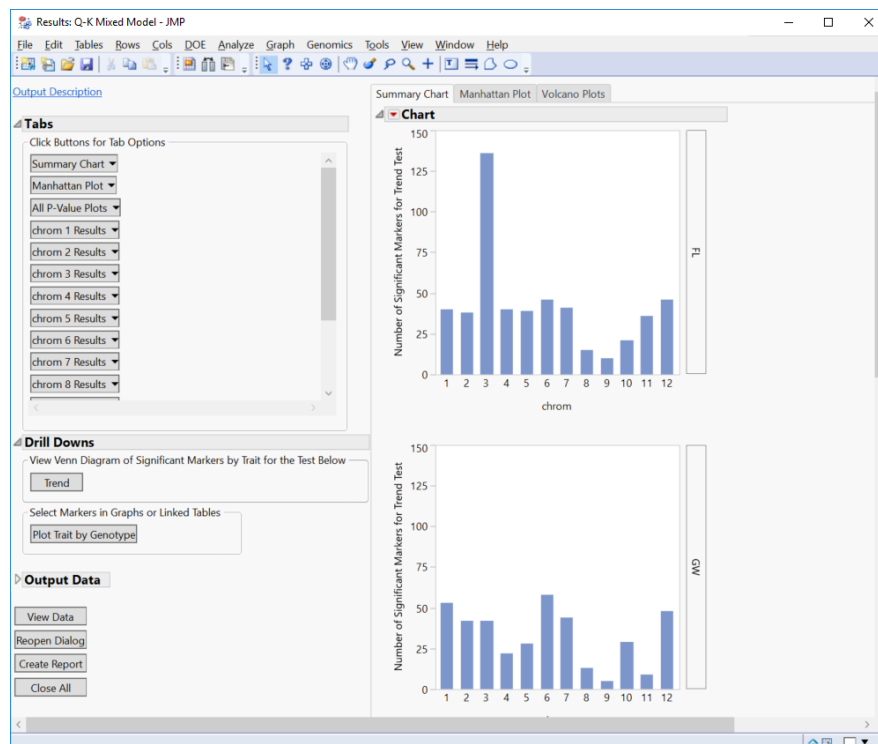 Results: Q-K Mixed Model - JMP
File Edit Tables Rows Cols DOE Analyze Graph Genomics Tools View Window Help
Output Description
Tabs
Click Buttons for Tab Options
Summary Chart
Manhattan Plot
All P-Value Plots
chrom 1 Results
chrom 2 Results
chrom 3 Results
chrom 4 Results
chrom 5 Results
chrom 6 Results
chrom 7 Results
chrom 8 Results
Drill Downs
View Venn Diagram of Significant Markers by Trait for the Test Below
Trend
Select Markers in Graphs or Linked Tables
Plot Trait by Genotype
Output Data
View Data
Reopen Dialog
Create Report
Close All
Summary Chart Manhattan Plot Volcano Plots
Chart
Number of Significant Markers for Trend Test
150
125
100
75
50
25
0
1 2 3 4 5 6 7 8 9 10 11 12
chrom
FL
Number of Significant Markers for Trend Test
150
125
100
75
50
25
0
1 2 3 4 5 6 7 8 9 10 11 12
GW